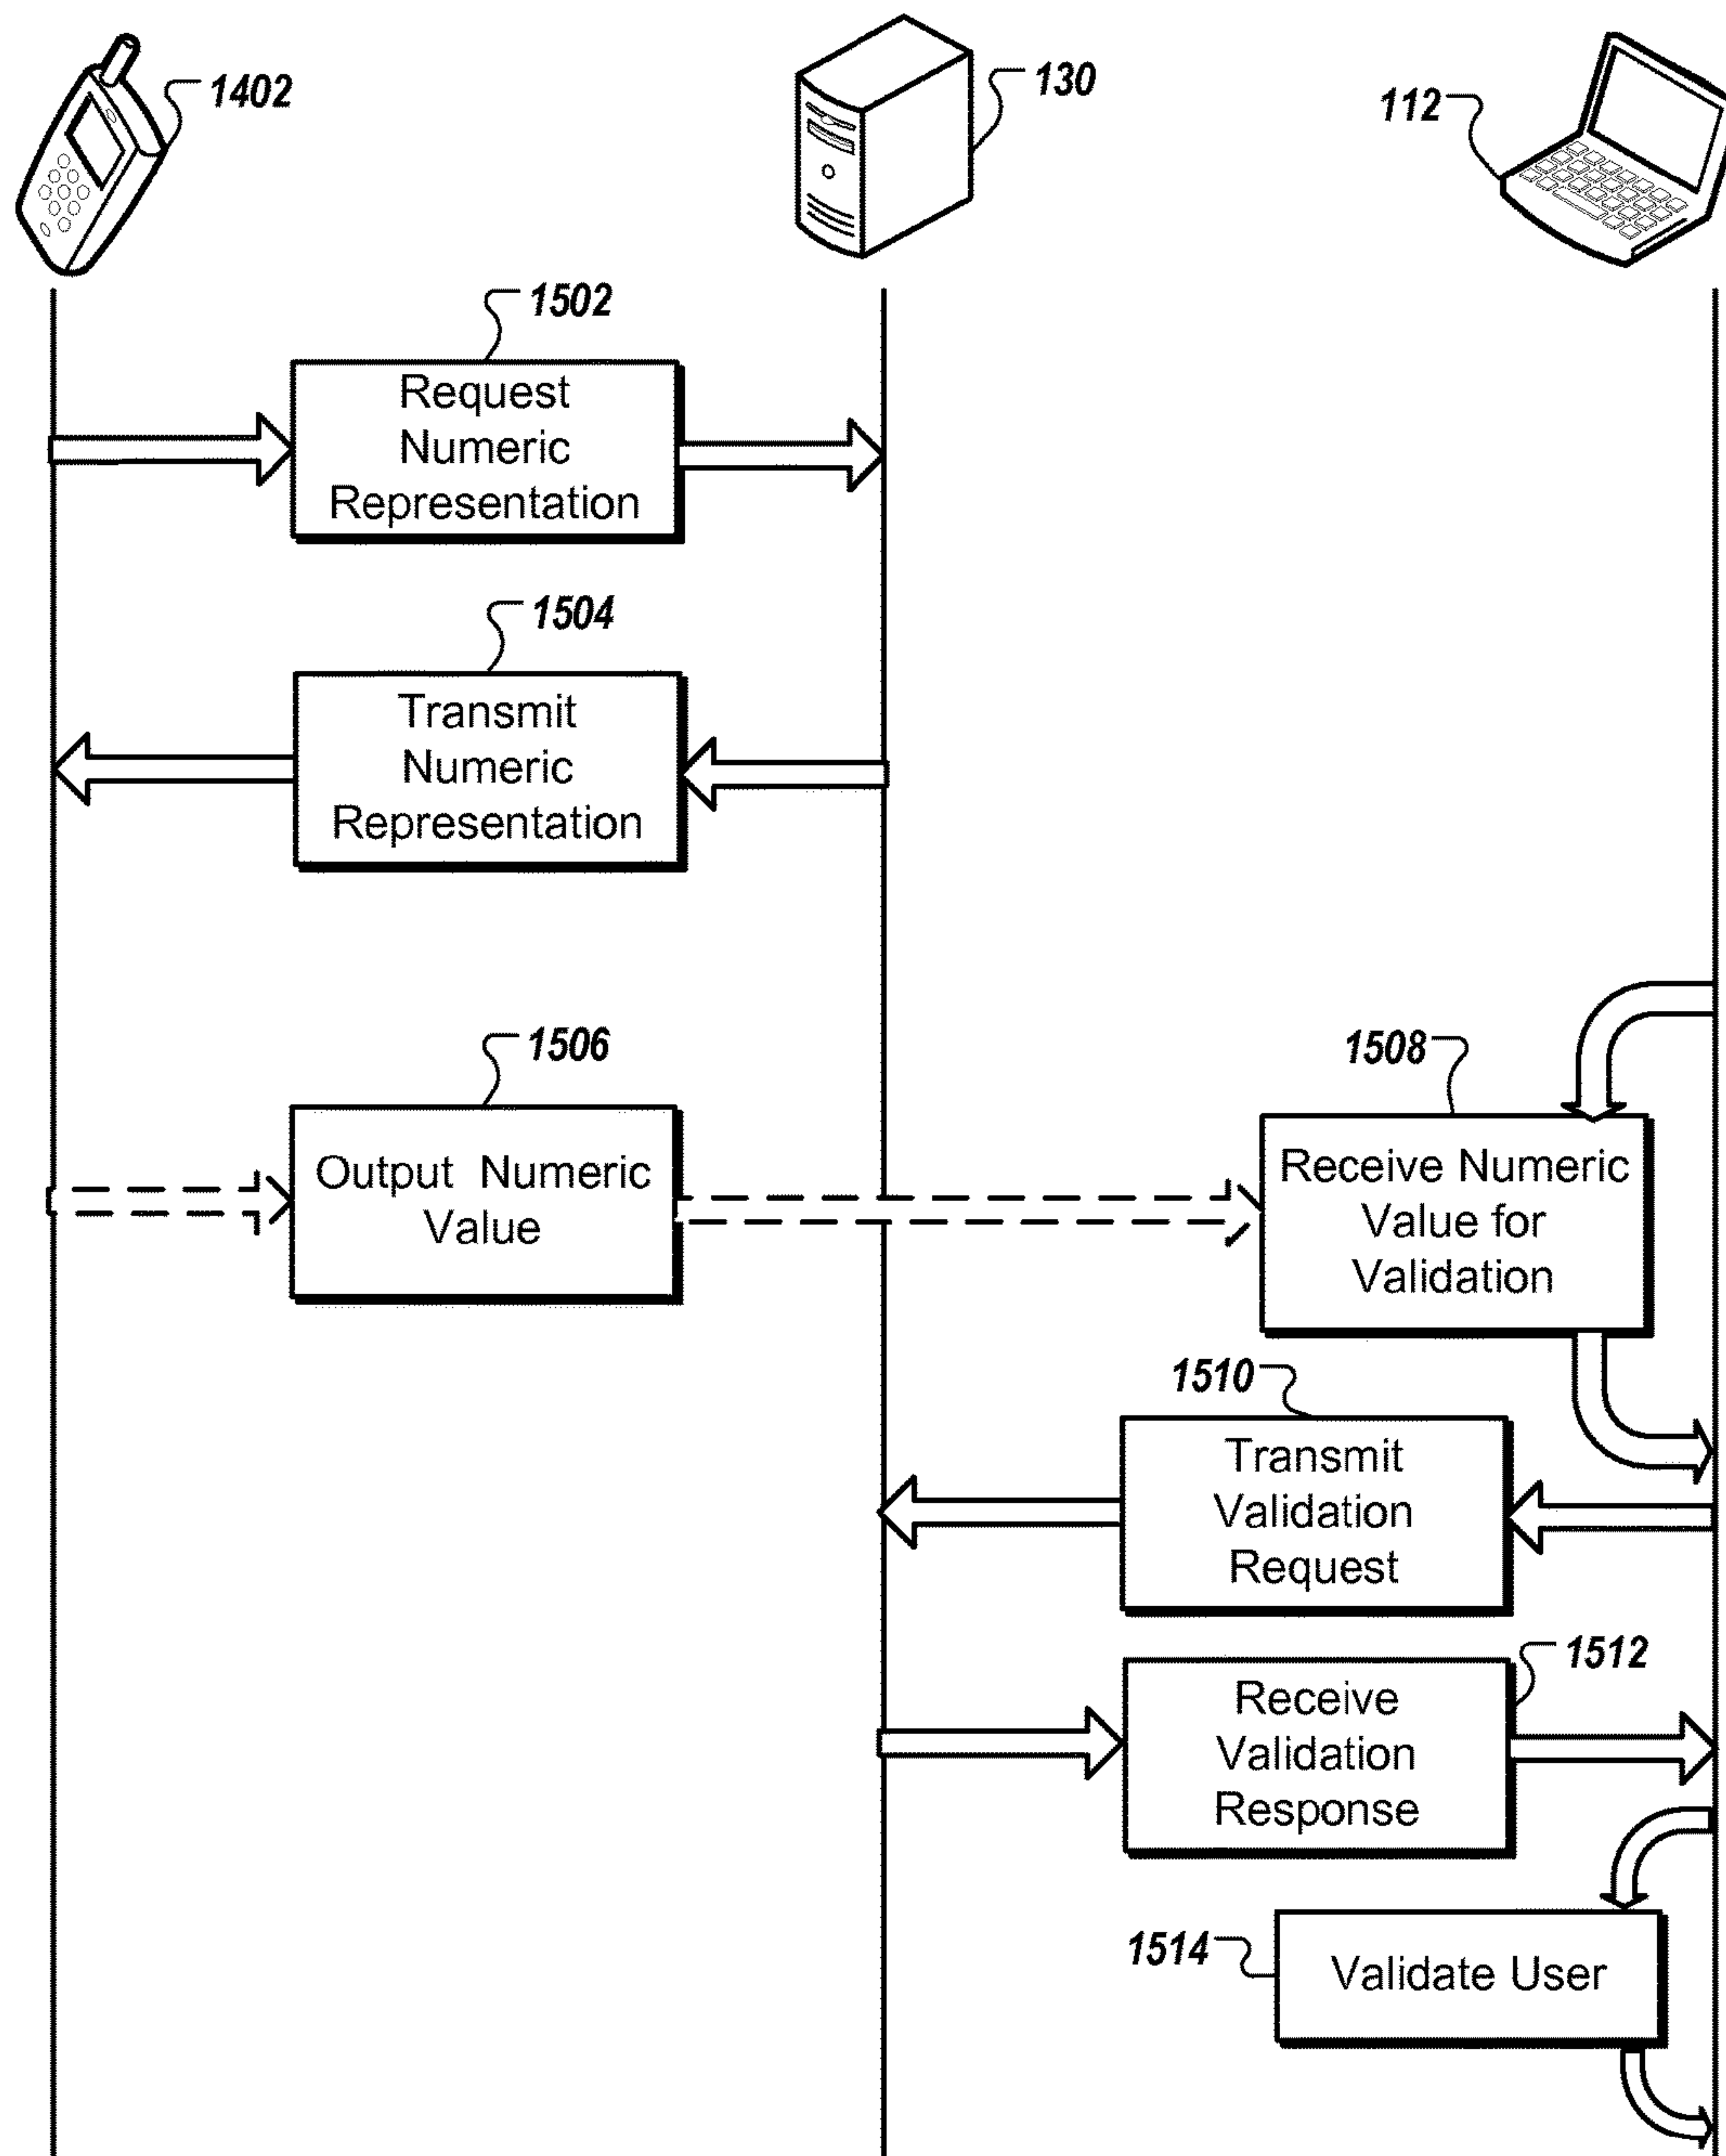 1402
130
112
1502
Request
Numeric
Representation
1504
Transmit
Numeric
Representation
1506
Output Numeric
Value
1508
Receive Numeric
Value for
Validation
1510
Transmit
Validation
Request
1512
Receive
Validation
Response
1514
Validate User